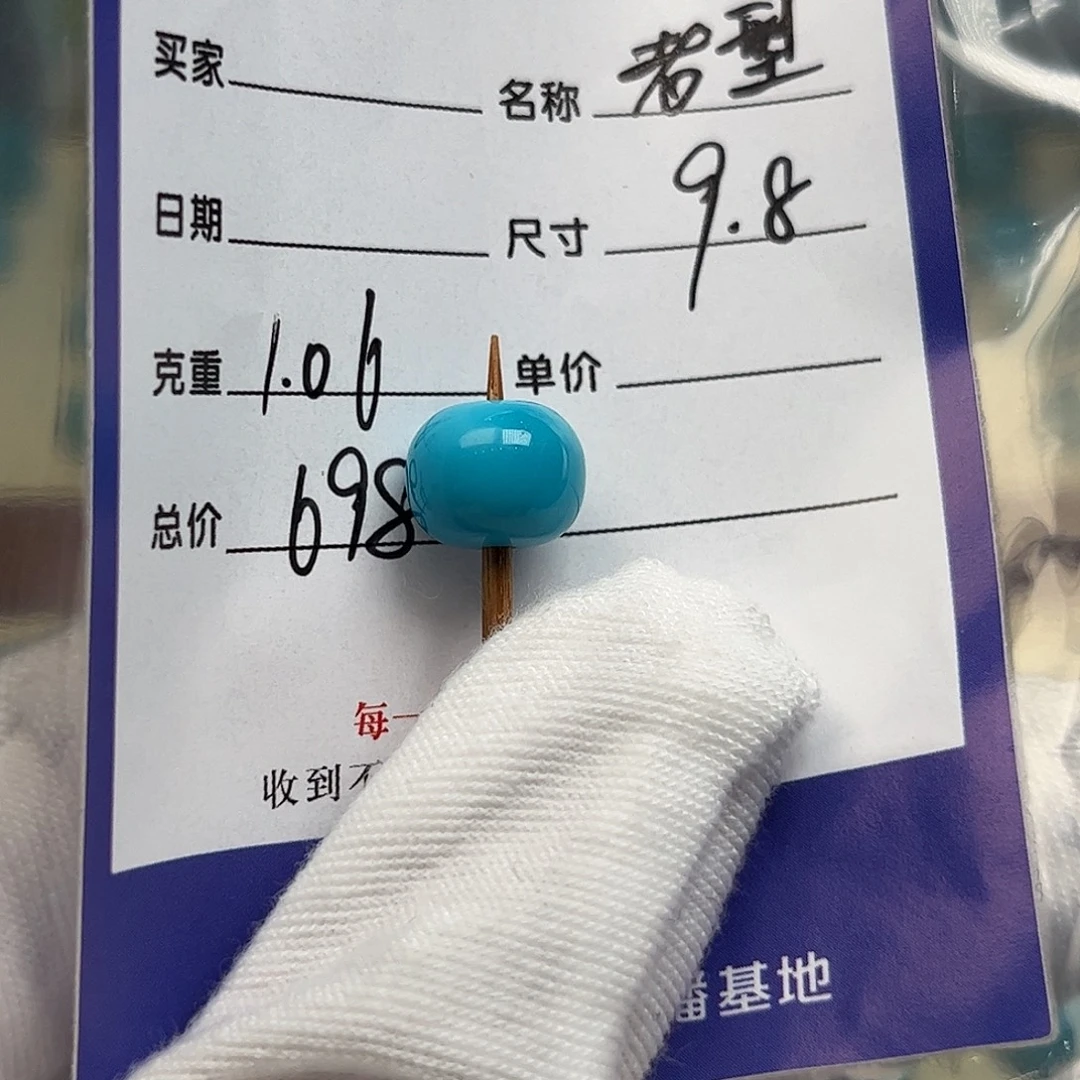 买家 名称 老型
日期 尺寸 9.8
克重 1.06 单价
总价 698
每一
收到不
播基地